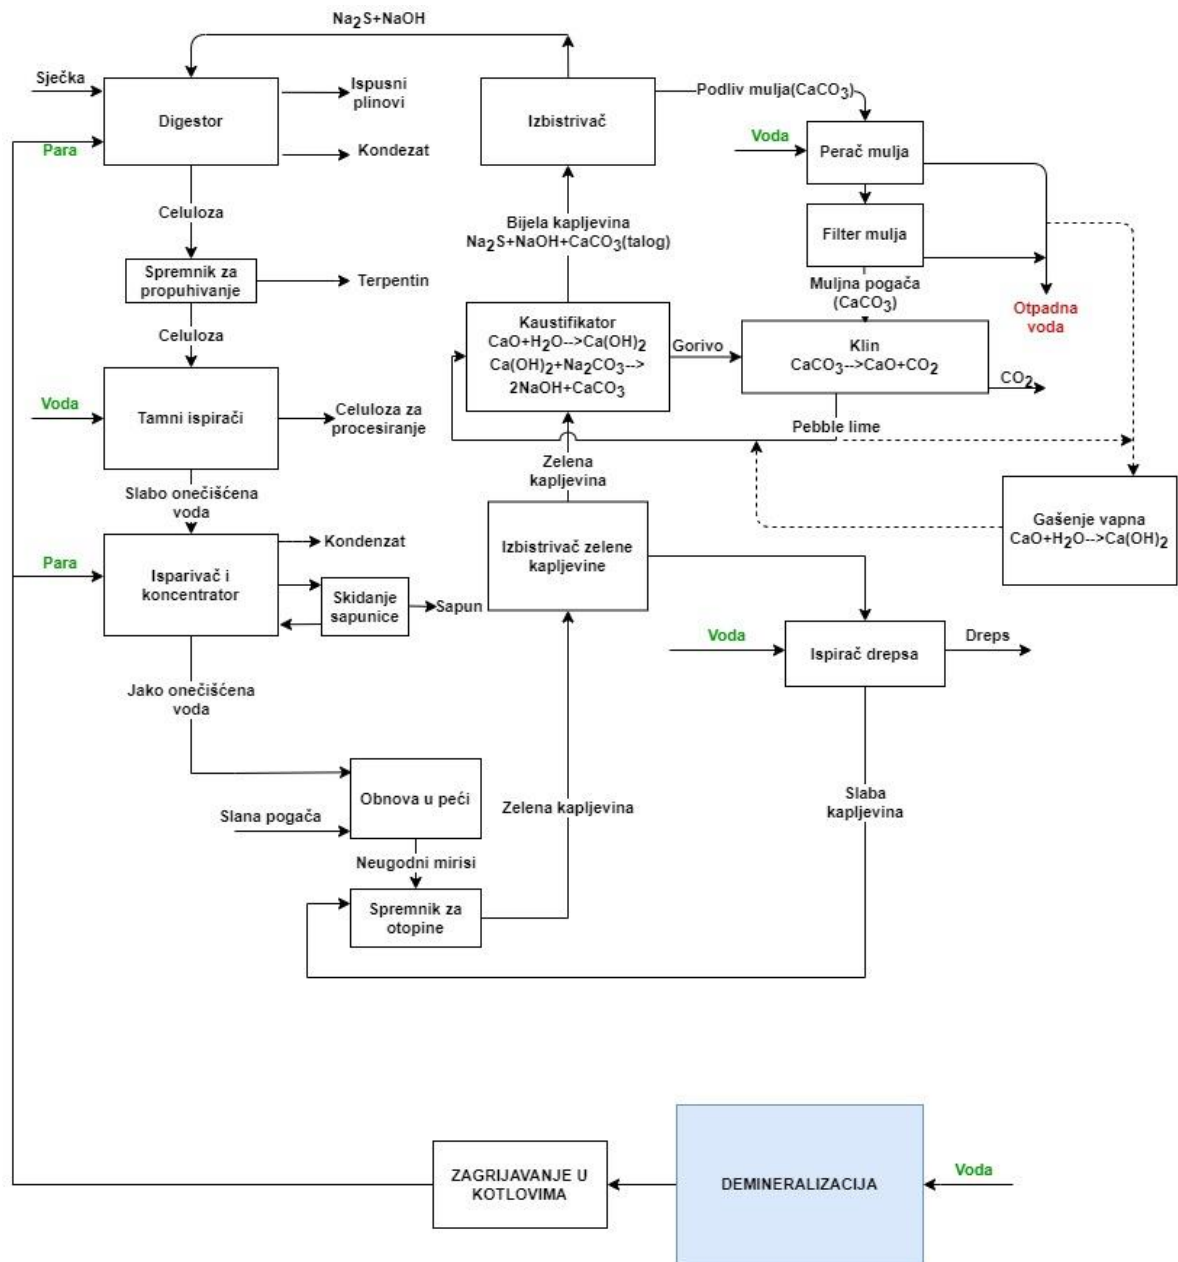 Na2S+NaOH
Sječka
Digestor
Ispusni
plinovi
Para
Kondezat
Izbistrivač
Podliv mulja(CaCO3)
Voda
Perač mulja
Celuloza
Bijela kapljevina
Na2S+NaOH+CaCO3(talog)
Filter mulja
Spremnik za
propuhivanje
Terpentin
Muljna pogača
(CaCO3)
Otpadna
voda
Celuloza
Kaustifikator
CaO+H2O-->Ca(OH)2
Ca(OH)2+Na2CO3-->
2NaOH+CaCO3
Gorivo
Klin
CaCO3->CaO+CO2
CO2
Voda
Tamni ispirači
Celuloza za
procesiranje
Pebble lime
Zelena
kapljevina
Slabo onečišćena
voda
Gašenje vapna
CaO+H2O-->Ca(OH)2
Para
Isparivač i
koncentrator
Kondenzat
Skidanje
sapunice
Sapun
Izbistrivač zelene
kapljevine
Voda
Ispirač drepsa
Dreps
Jako onečišćena
voda
Obnova u peći
Slana pogača
Zelena kapljevina
Slaba
kapljevina
Neugodni mirisi
Spremnik za
otopine
ZAGRIJAVANJE U
KOTLOVIMA
DEMINERALIZACIJA
Voda